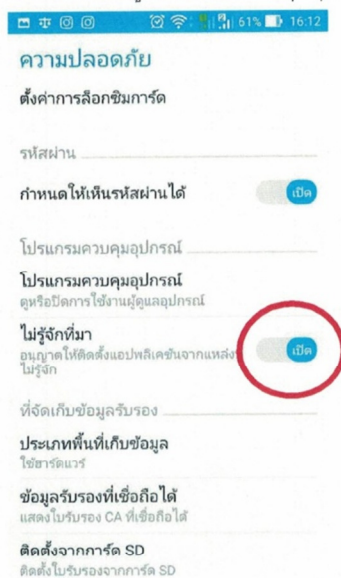 61% 16:12
ความปลอดภัย
ตั้งค่าการล็อกซิมการ์ด
รหัสผ่าน
กำหนดให้เห็นรหัสผ่านได้
เปิด
โปรแกรมควบคุมอุปกรณ์
โปรแกรมควบคุมอุปกรณ์
ดูหรือปิดการใช้งานผู้ดูแลอุปกรณ์
ไม่รู้จักที่มา
เปิด
อนุญาตให้ติดตั้งแอปพลิเคชันจากแหล่ง
ไม่รู้จัก
ที่จัดเก็บข้อมูลรับรอง
ประเภทพื้นที่เก็บข้อมูล
ใช้ฮาร์ดแวร์
ข้อมูลรับรองที่เชื่อถือได้
แสดงใบรับรอง CA ที่เชื่อถือได้
ติดตั้งจากการ์ด SD
ติดตั้งใบรับรองจากการ์ด SD